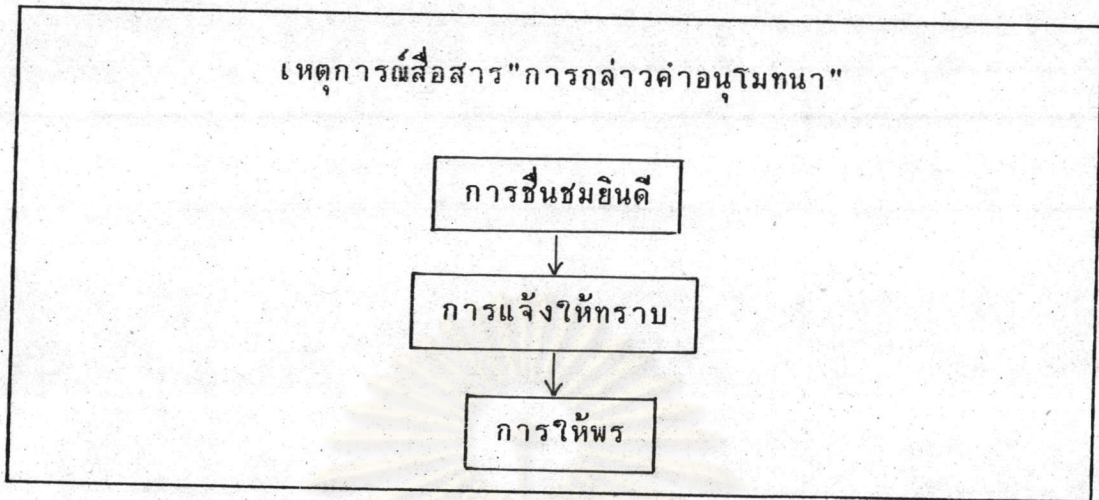 เหตุการณ์สื่อสาร"การกล่าวคำอนุโมทนา"
การชื่นชมยินดี
การแจ้งให้ทราบ
การให้พร